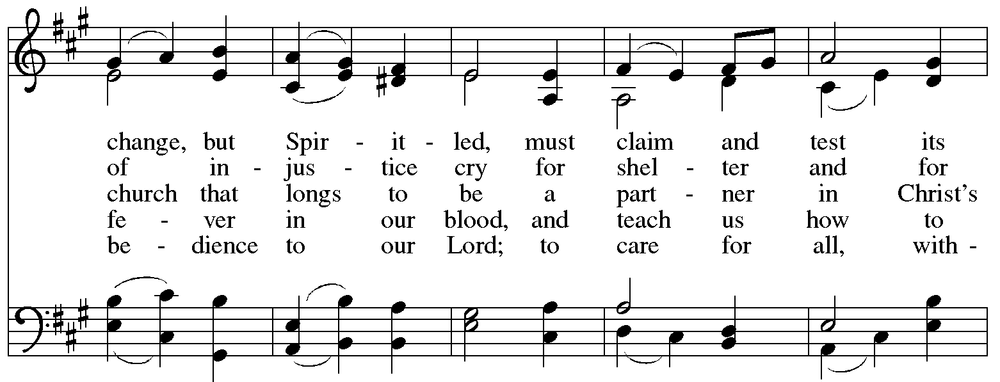 change, but Spir - it - led, must claim and test its
of in - jus - tice cry for shel - ter and for
church that longs to be a part - ner in Christ's
fe - ver in our blood, and teach us how to
be - dience to our Lord; to care for all, with -